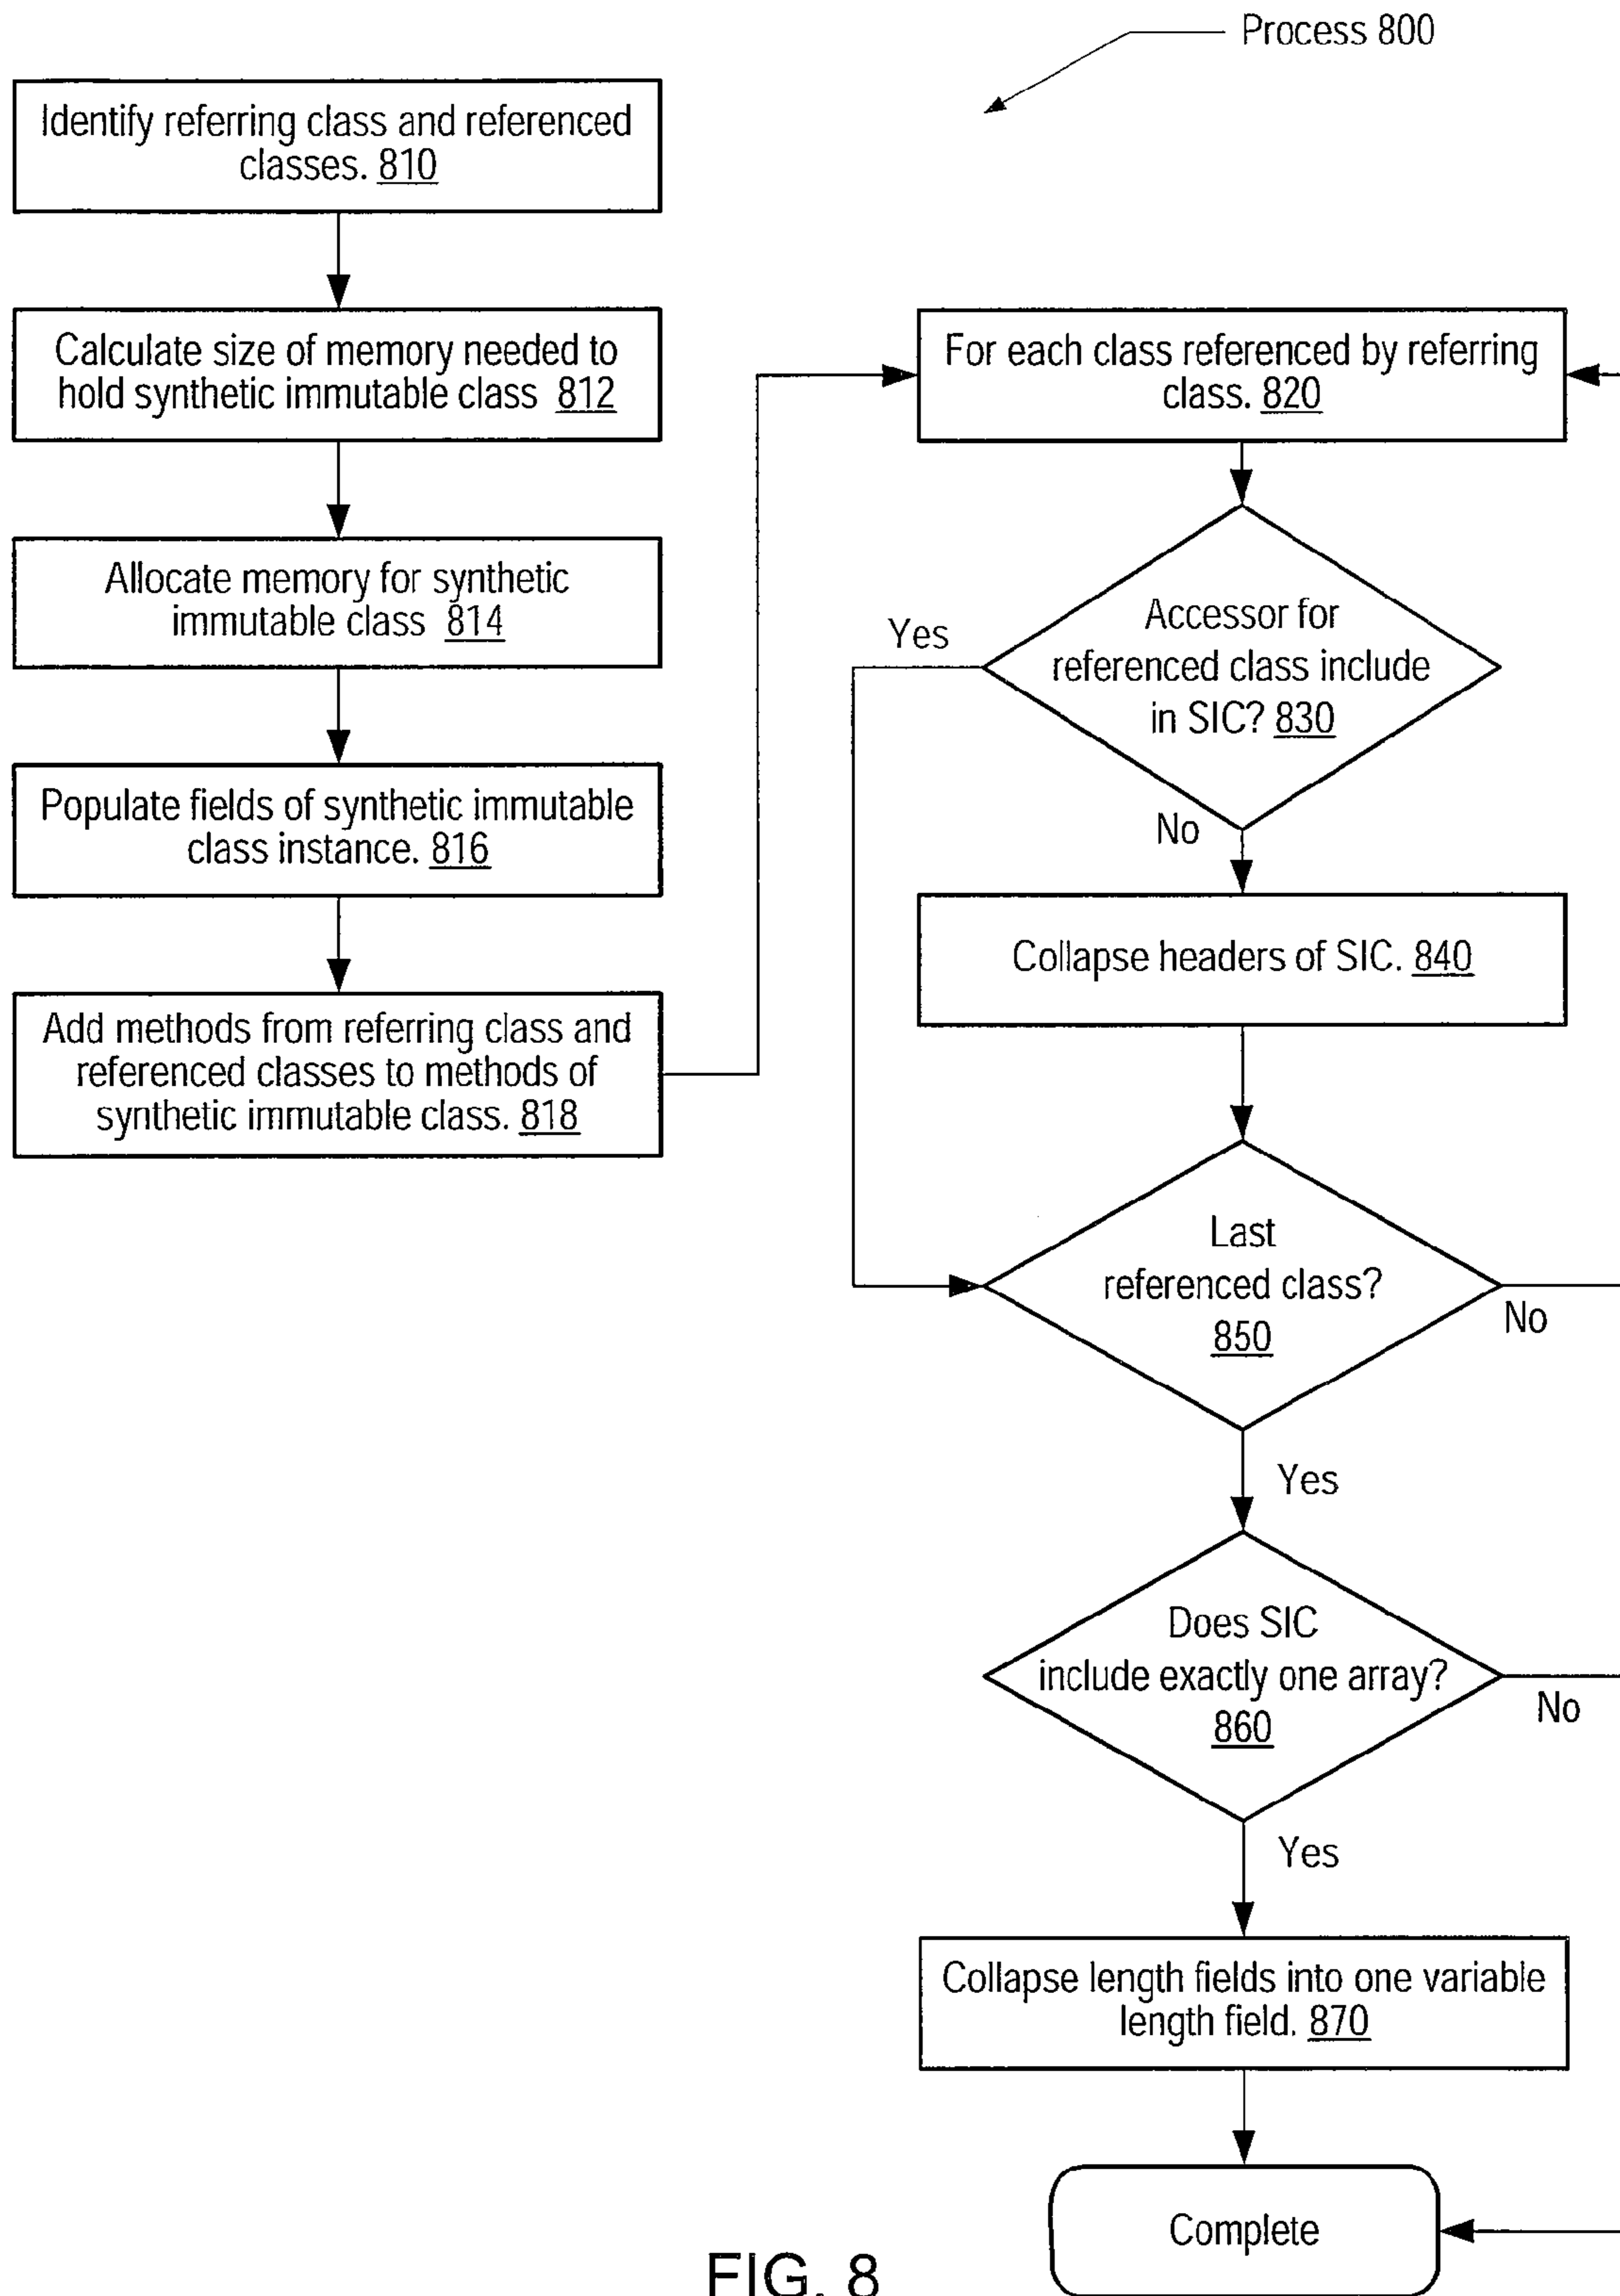 Process 800
Identify referring class and referenced
classes. 810
Calculate size of memory needed to
hold synthetic immutable class 812
Allocate memory for synthetic
immutable class 814
Populate fields of synthetic immutable
class instance. 816
Add methods from referring class and
referenced classes to methods of
synthetic immutable class. 818
For each class referenced by referring
class. 820
Accessor for
referenced class include
in SIC? 830
Yes
No
Collapse headers of SIC. 840
Last
referenced class?
850
No
Yes
Does SIC
include exactly one array?
860
No
Yes
Collapse length fields into one variable
length field. 870
Complete
FIG. 8